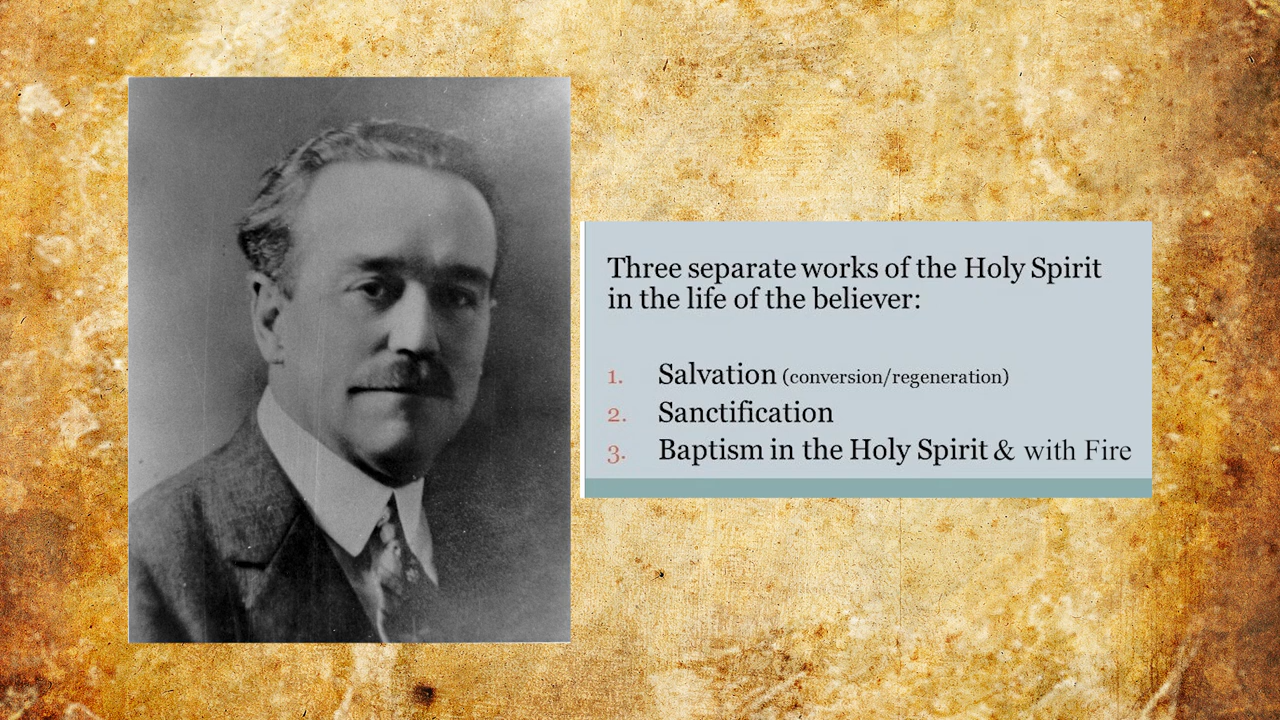 Three separate works of the Holy Spirit
in the life of the believer:
1. Salvation (conversion/regeneration)
2. Sanctification
3. Baptism in the Holy Spirit & with Fire